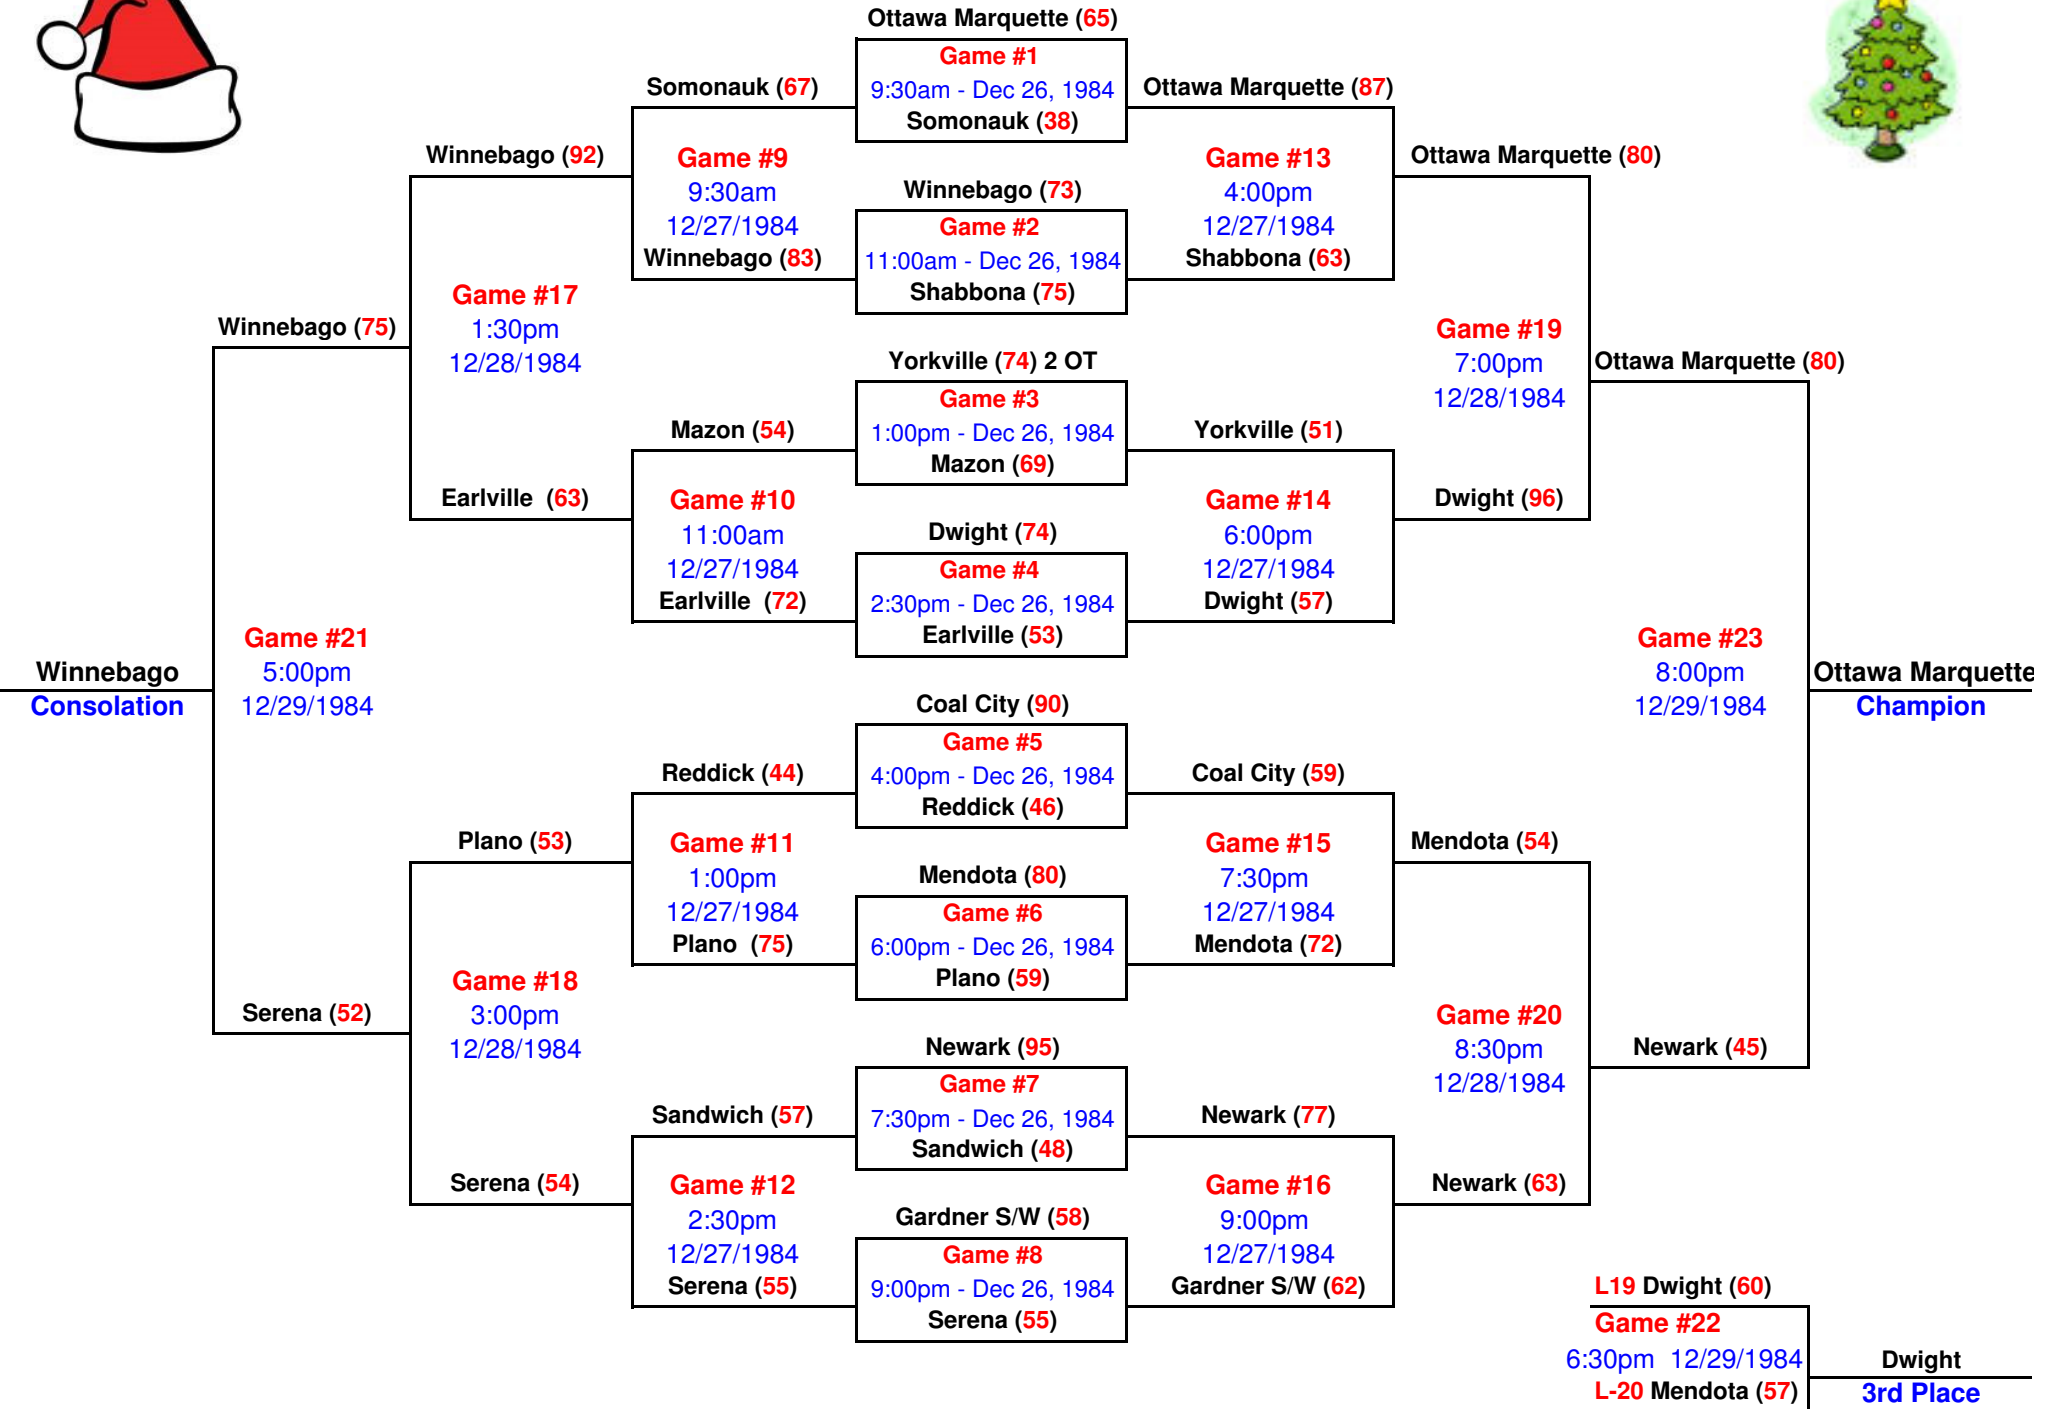 Ottawa Marquette (65)
Game #1
Somonauk (67)
9:30am - Dec 26, 1984
Ottawa Marquette (87)
Somonauk (38)
Winnebago (92)
Game #9
Game #13
Ottawa Marquette (80)
9:30am
Winnebago (73)
4:00pm
12/27/1984
Game #2
12/27/1984
Winnebago (83)
11:00am - Dec 26, 1984
Shabbona (63)
Game #17
Shabbona (75)
Winnebago (75)
1:30pm
Game #19
12/28/1984
Yorkville (74) 2 OT
7:00pm
Ottawa Marquette (80)
Game #3
12/28/1984
Mazon (54)
1:00pm - Dec 26, 1984
Yorkville (51)
Mazon (69)
Earlville (63)
Game #10
Game #14
Dwight (96)
11:00am
Dwight (74)
6:00pm
12/27/1984
Game #4
12/27/1984
Earlville (72)
2:30pm - Dec 26, 1984
Dwight (57)
Game #21
Earlville (53)
Game #23
Winnebago
5:00pm
8:00pm
Ottawa Marquette
Consolation
12/29/1984
Coal City (90)
12/29/1984
Champion
Game #5
Reddick (44)
4:00pm - Dec 26, 1984
Coal City (59)
Reddick (46)
Plano (53)
Game #11
Game #15
Mendota (54)
1:00pm
Mendota (80)
7:30pm
12/27/1984
Game #6
12/27/1984
Plano (75)
6:00pm - Dec 26, 1984
Mendota (72)
Game #18
Plano (59)
Serena (52)
3:00pm
Game #20
12/28/1984
Newark (95)
8:30pm
Newark (45)
Game #7
12/28/1984
Sandwich (57)
7:30pm - Dec 26, 1984
Newark (77)
Sandwich (48)
Serena (54)
Game #12
Game #16
Newark (63)
2:30pm
Gardner S/W (58)
9:00pm
12/27/1984
Game #8
12/27/1984
Serena (55)
9:00pm - Dec 26, 1984
Gardner S/W (62)
L19 Dwight (60)
Serena (55)
Game #22
6:30pm 12/29/1984
Dwight
L-20 Mendota (57)
3rd Place